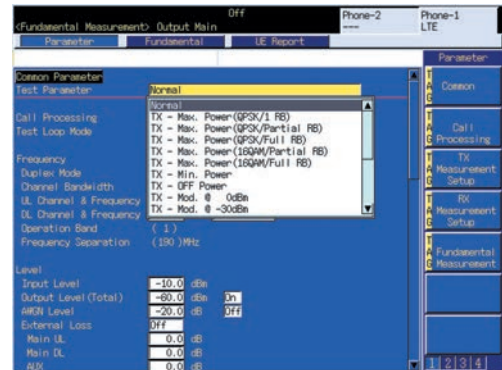 Off
<Fundamental Measurement> Output Main
Phone-2
----
Phone-1
LTE
Parameter
Fundamental
UE Report
Parameter
Common Parameter
Test Parameter Normal
Normal
TX - Max. Power(QPSK/1 RB)
TX - Max. Power(QPSK/Partial RB)
TX - Max. Power(QPSK/Full RB)
TX - Max. Power(16QAM/Partial RB)
TX - Max. Power(16QAM/Full RB)
TX - Min. Power
TX - OFF Power
TX - Mod. @ 0dBm
TX - Mod. @ -30dBm
Call Processing
Test Loop Mode
Frequency
Duplex Mode
Channel Bandwidth
UL Channel & Frequency
DL Channel & Frequency
Operation Band ( 1 )
Frequency Separation (190 )MHz
Level
Input Level -10.0 dBm
Output Level(Total) -60.0 dBm On
AWGN Level -20.0 dB Off
External Loss Off
Main UL 0.0 dB
Main DL 0.0 dB
AUX 0.0 dB
TAG
Common
TAG
Call
Processing
TAG
TX
Measurement
Setup
TAG
RX
Measurement
Setup
TAG
Fundamental
Measurement
1 2 3 4